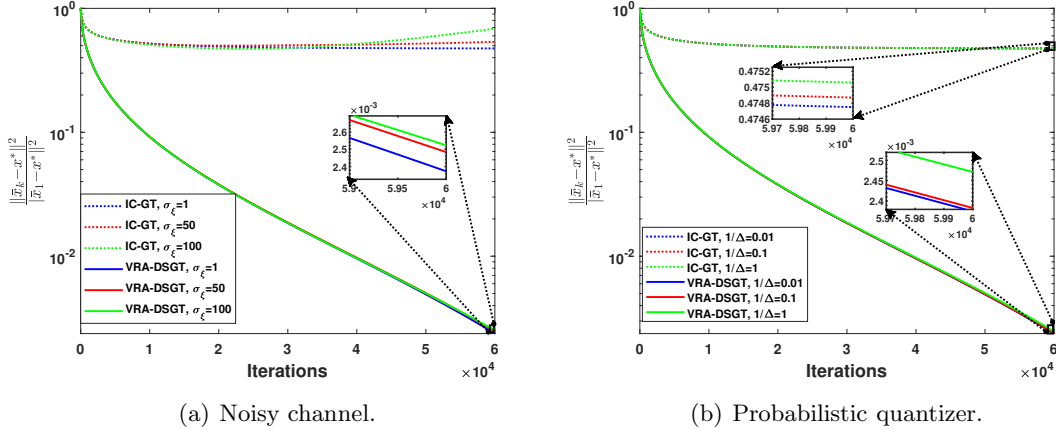 10^0
10^{-1}
10^{-2}
\frac{\|\bar{x}_k - x^*\|^2}{\|\bar{x}_1 - x^*\|^2}
×10^{-3}
2.6
2.5
2.4
5.9
5.95
6
×10^4
IC-GT, σ_ξ=1
IC-GT, σ_ξ=50
IC-GT, σ_ξ=100
VRA-DSGT, σ_ξ=1
VRA-DSGT, σ_ξ=50
VRA-DSGT, σ_ξ=100
0 1 2 3 4 5 6
Iterations
×10^4
(a) Noisy channel.
10^0
10^{-1}
10^{-2}
\frac{\|\bar{x}_k - x^*\|^2}{\|\bar{x}_1 - x^*\|^2}
0.4752
0.475
0.4748
0.4746
5.97 5.98 5.99 6
×10^4
×10^{-3}
2.5
2.45
2.4
5.97 5.98 5.99 6
×10^4
IC-GT, 1/Δ=0.01
IC-GT, 1/Δ=0.1
IC-GT, 1/Δ=1
VRA-DSGT, 1/Δ=0.01
VRA-DSGT, 1/Δ=0.1
VRA-DSGT, 1/Δ=1
0 1 2 3 4 5 6
Iterations
×10^4
(b) Probabilistic quantizer.